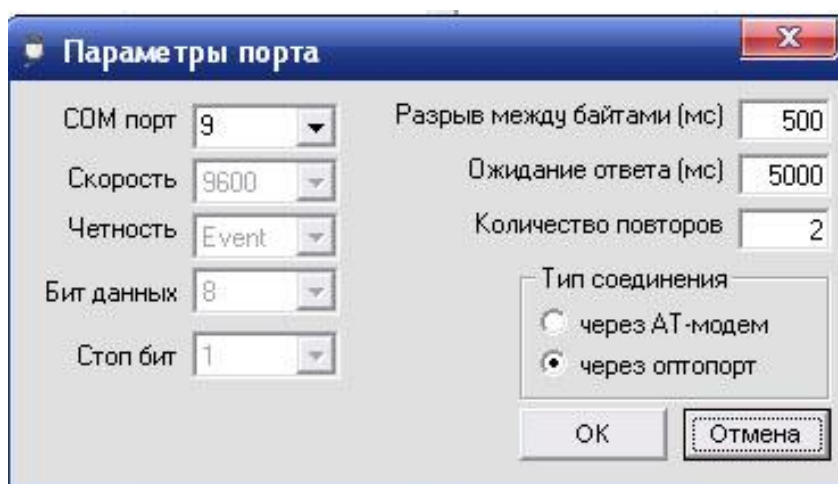 Параметры порта
COM порт 9
Скорость 9600
Четность Event
Бит данных 8
Стоп бит 1
Разрыв между байтами (мс) 500
Ожидание ответа (мс) 5000
Количество повторов 2
Тип соединения
через АТ-модем
через оптопорт
OK
Отмена